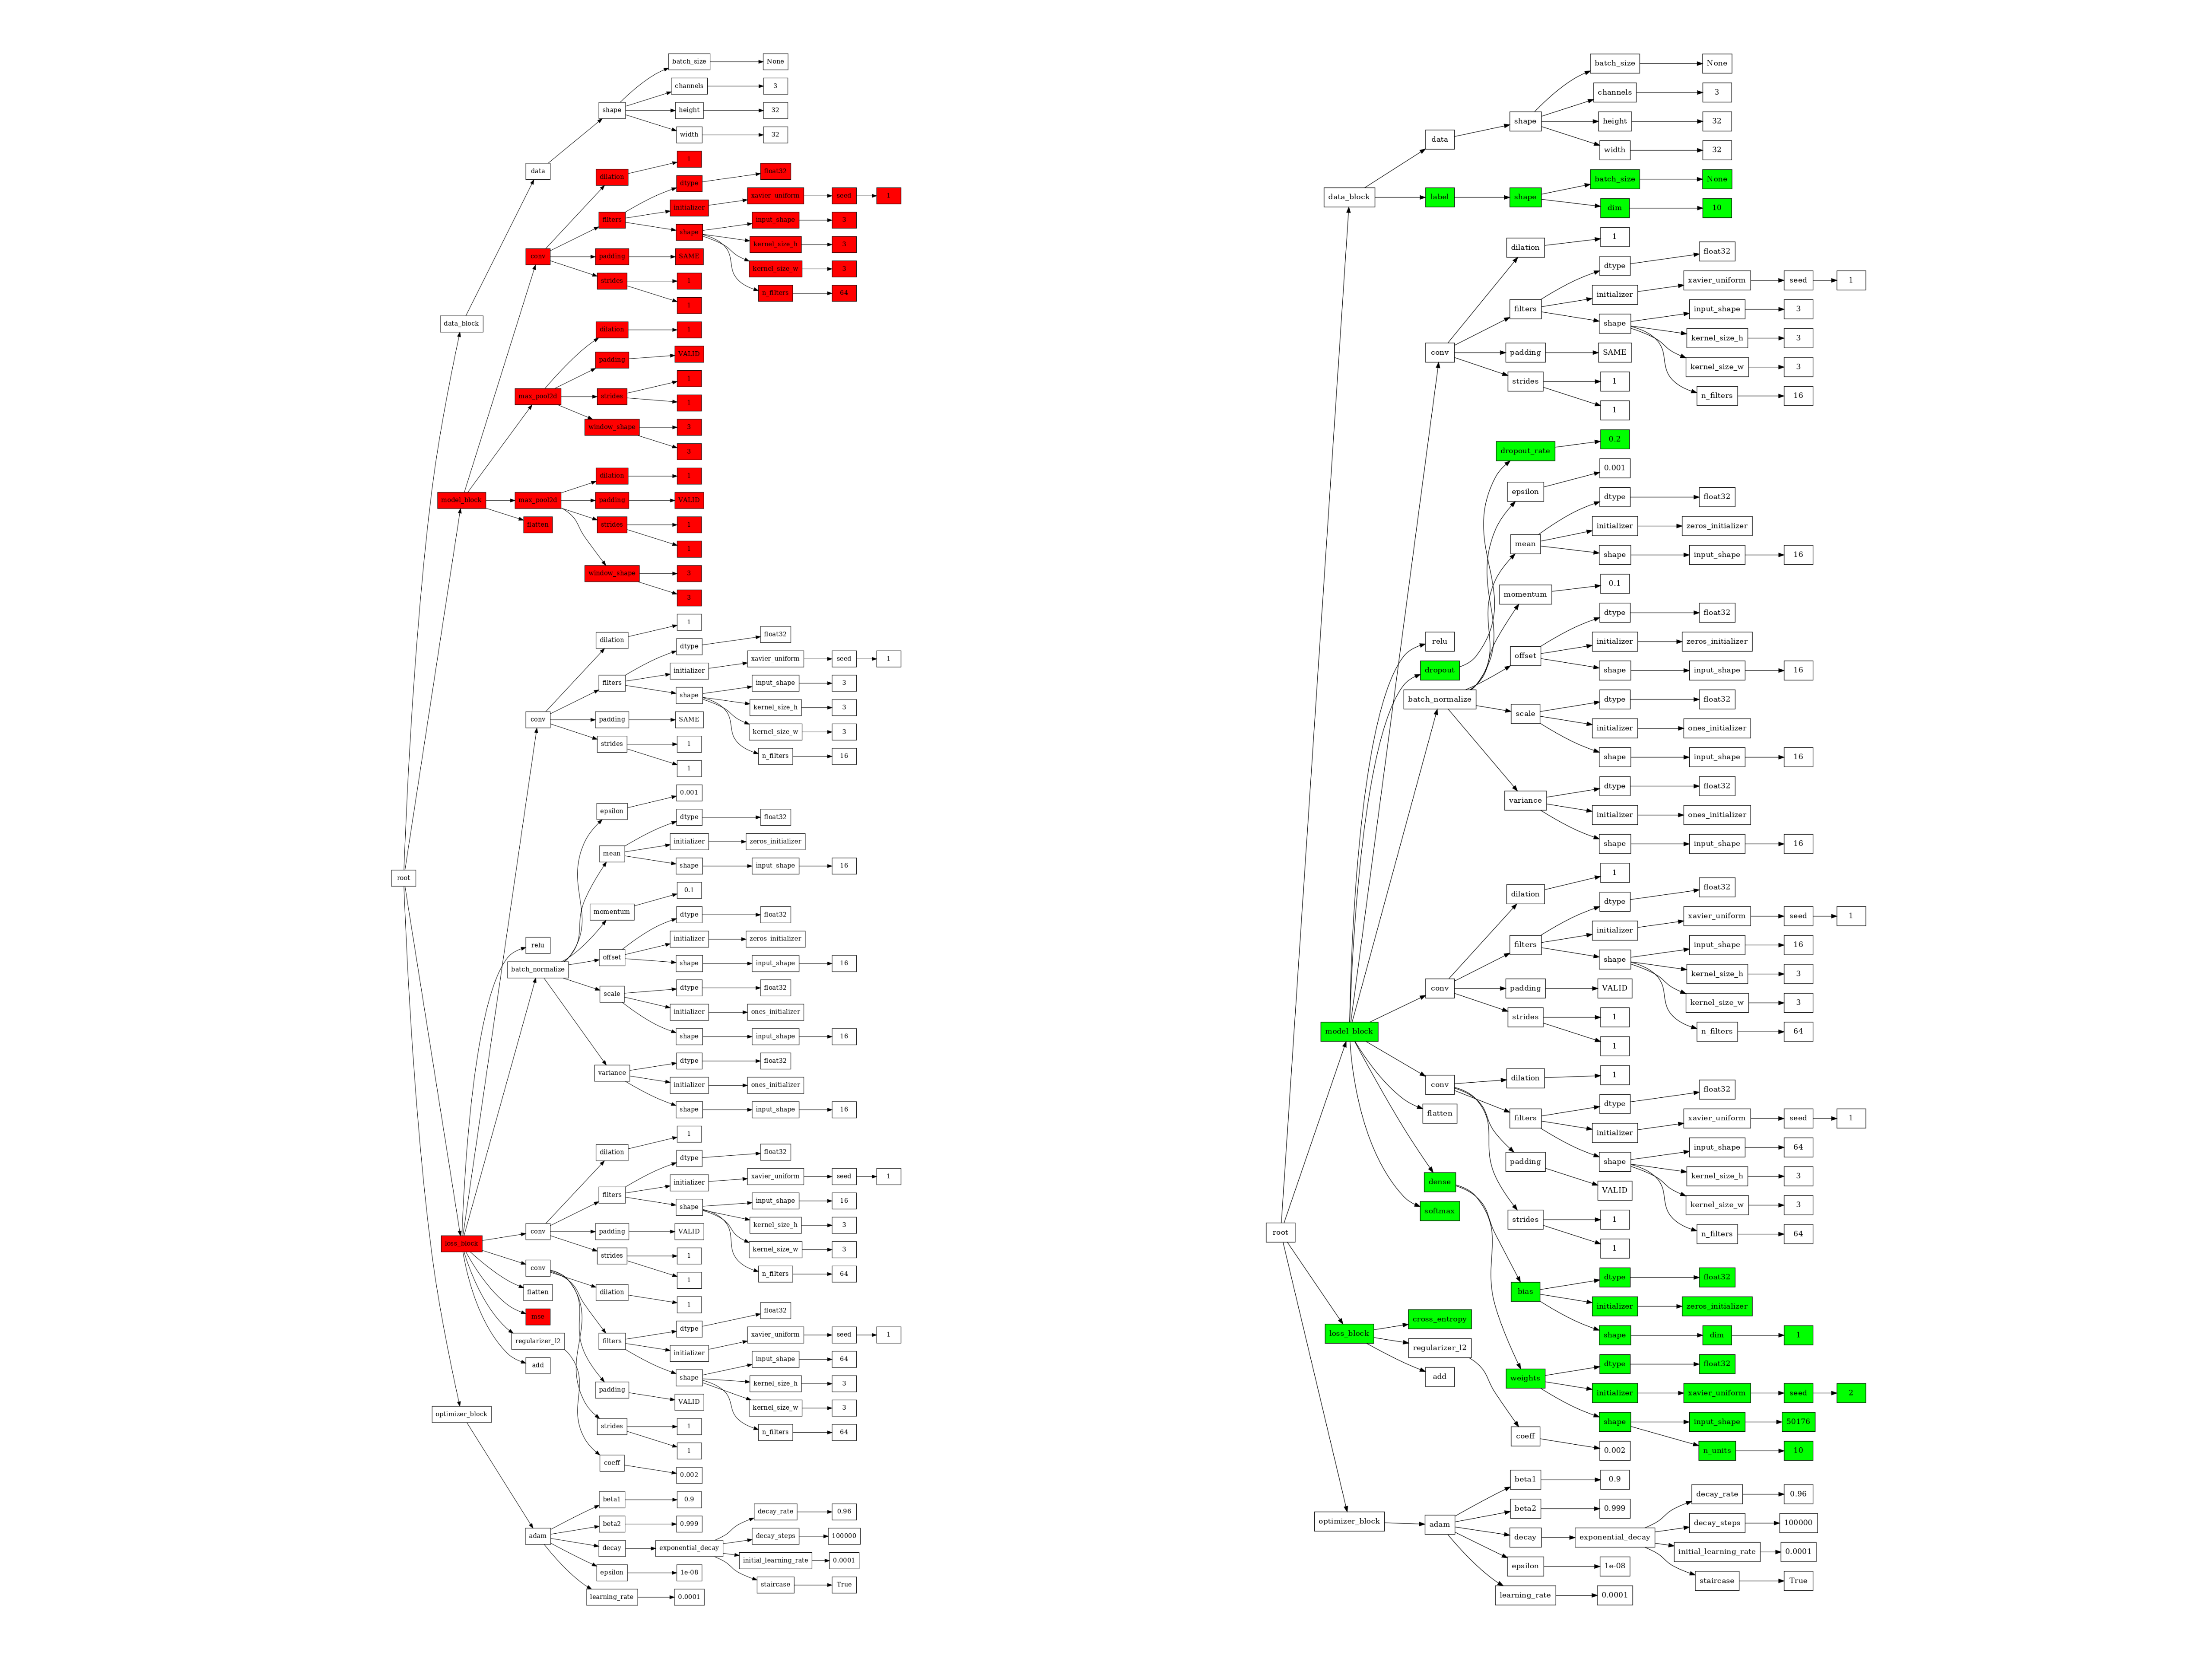 batch_size None
channels 3
shape height 32
width 32
1
data dilation float32
dtype
xavier_uniform seed 1
initializer
filters input_shape 3
shape
kernel_size_h 3
conv padding SAME
kernel_size_w 3
strides 1
n_filters 64
1
data_block
dilation 1
padding VALID
1
max_pool2d strides 1
window_shape 3
3
dilation 1
model_block max_pool2d padding VALID
flatten strides 1
1
window_shape 3
3
1
dilation float32
dtype
xavier_uniform seed 1
initializer
filters input_shape 3
shape
kernel_size_h 3
conv padding SAME
kernel_size_w 3
strides 1
n_filters 16
1
0.001
epsilon
dtype float32
initializer zeros_initializer
mean
shape input_shape 16
root
0.1
momentum
dtype float32
relu initializer zeros_initializer
offset
shape input_shape 16
batch_normalize
scale dtype float32
initializer ones_initializer
shape input_shape 16
dtype float32
variance
initializer ones_initializer
shape input_shape 16
1
dilation float32
dtype
xavier_uniform seed 1
initializer
filters input_shape 16
shape
kernel_size_h 3
conv padding VALID
loss_block
kernel_size_w 3
strides 1
conv
n_filters 64
1
flatten dilation
1
float32
mse
dtype
xavier_uniform seed 1
regularizer_l2 filters
initializer
input_shape 64
add
shape
kernel_size_h 3
padding
VALID
kernel_size_w 3
optimizer_block
strides 1
n_filters 64
1
coeff
0.002
beta1 0.9
decay_rate 0.96
beta2 0.999
adam decay_steps 100000
decay exponential_decay
initial_learning_rate 0.0001
epsilon 1e-08
staircase True
learning_rate 0.0001
batch_size None
channels 3
shape height 32
data
width 32
batch_size None
data_block label shape
dim 10
1
dilation float32
dtype
xavier_uniform seed 1
initializer
filters input_shape 3
shape
kernel_size_h 3
conv padding SAME
kernel_size_w 3
strides 1
n_filters 16
1
0.2
dropout_rate
0.001
epsilon
dtype float32
initializer zeros_initializer
mean
shape input_shape 16
0.1
momentum
dtype float32
relu initializer zeros_initializer
offset
dropout shape input_shape 16
batch_normalize dtype float32
scale
initializer ones_initializer
shape input_shape 16
dtype float32
variance
initializer ones_initializer
shape input_shape 16
1
dilation float32
dtype
xavier_uniform seed 1
initializer
filters input_shape 16
shape
kernel_size_h 3
conv padding VALID
kernel_size_w 3
strides 1
model_block n_filters 64
1
dilation 1
conv float32
dtype
flatten filters xavier_uniform seed 1
initializer
input_shape 64
padding shape
kernel_size_h 3
dense
VALID
kernel_size_w 3
softmax
strides 1
root n_filters 64
1
dtype float32
bias
initializer zeros_initializer
cross_entropy
loss_block shape dim 1
regularizer_l2
dtype float32
add weights
initializer xavier_uniform seed 2
shape input_shape 50176
coeff
0.002 n_units 10
beta1 0.9
decay_rate 0.96
beta2 0.999
optimizer_block adam decay_steps 100000
decay exponential_decay
initial_learning_rate 0.0001
epsilon 1e-08
staircase True
learning_rate 0.0001